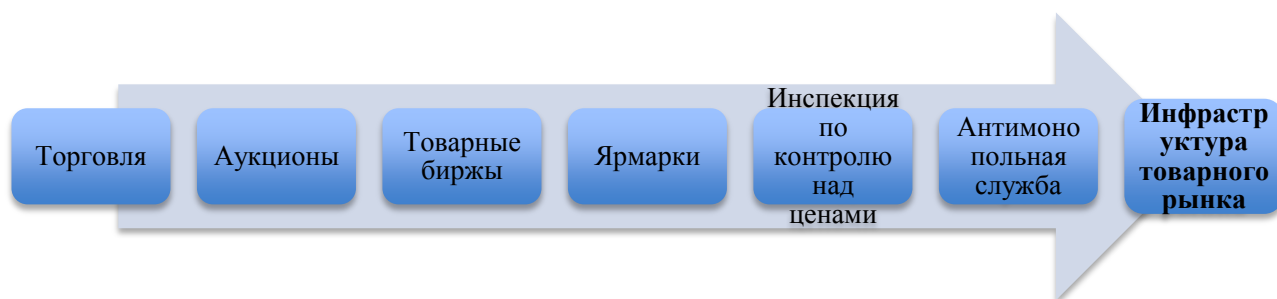 Торговля
Аукционы
Товарные
биржы
Ярмарки
Инспекция
по
контролю
над
ценами
Антимоно
польная
служба
Инфрастр
уктура
товарного
рынка